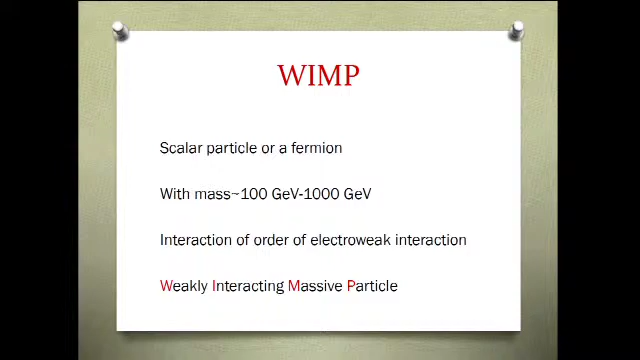 WIMP
Scalar particle or a fermion
With mass~100 GeV-1000 GeV
Interaction of order of electroweak interaction
Weakly Interacting Massive Particle